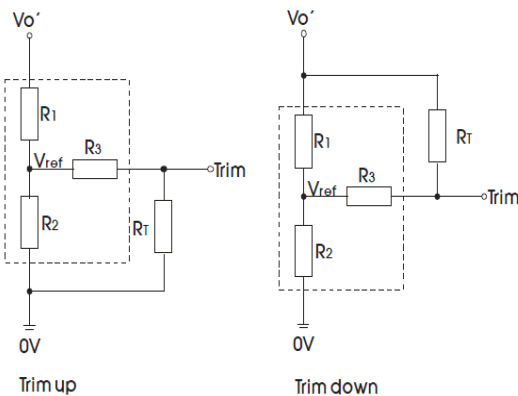 Vo´
R1
Vref
R3
Trim
R2
RT
0V
Trim up
Vo´
R1
RT
Vref
R3
Trim
R2
0V
Trim down